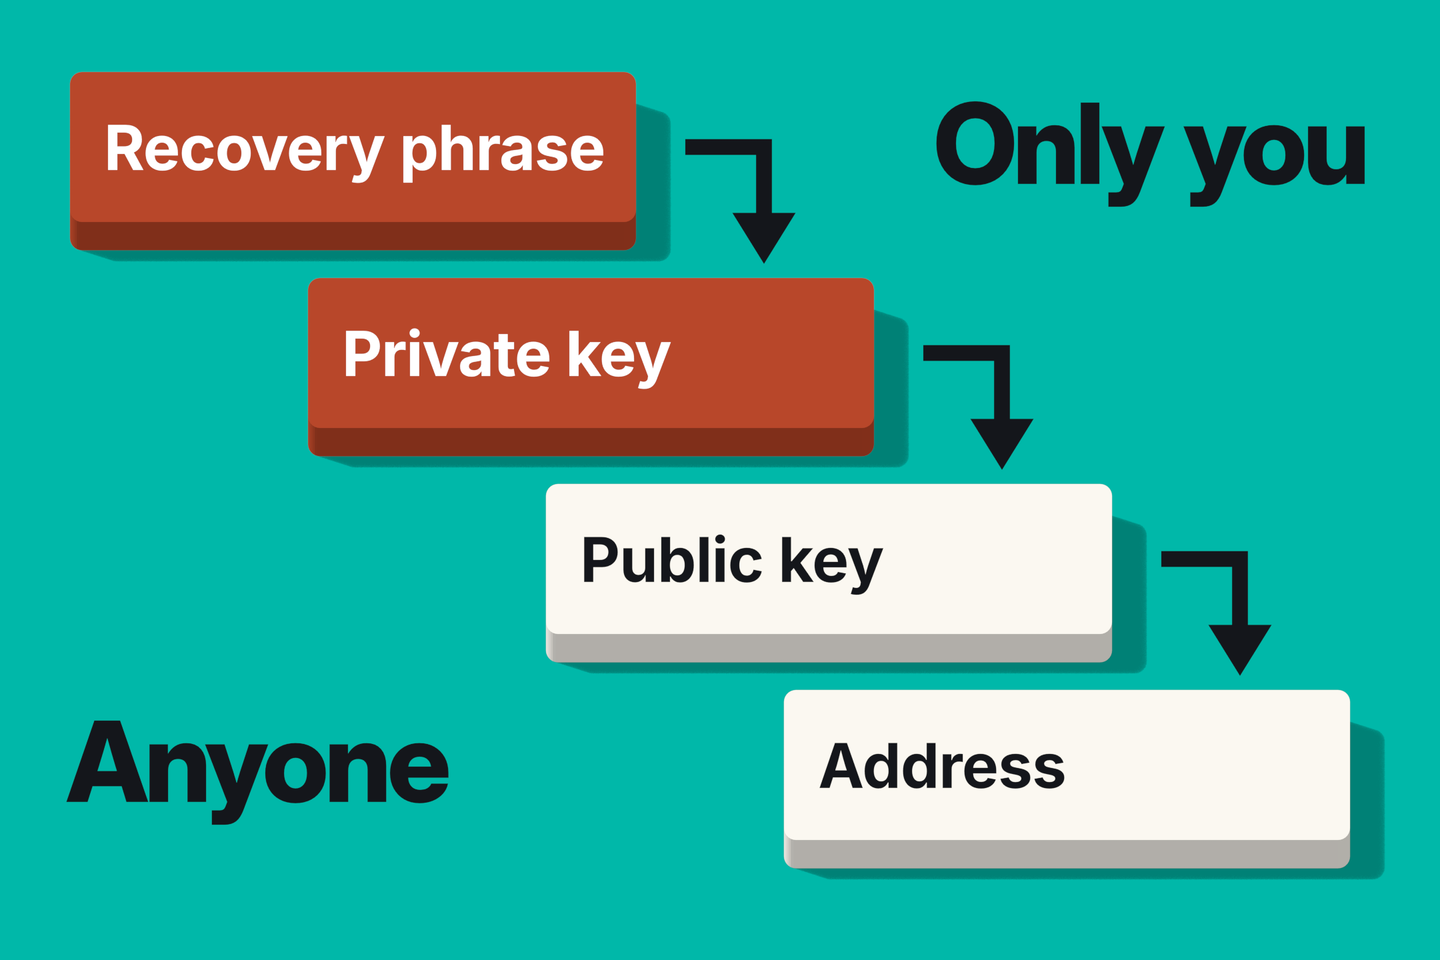 Recovery phrase
Only you
Private key
Public key
Anyone
Address